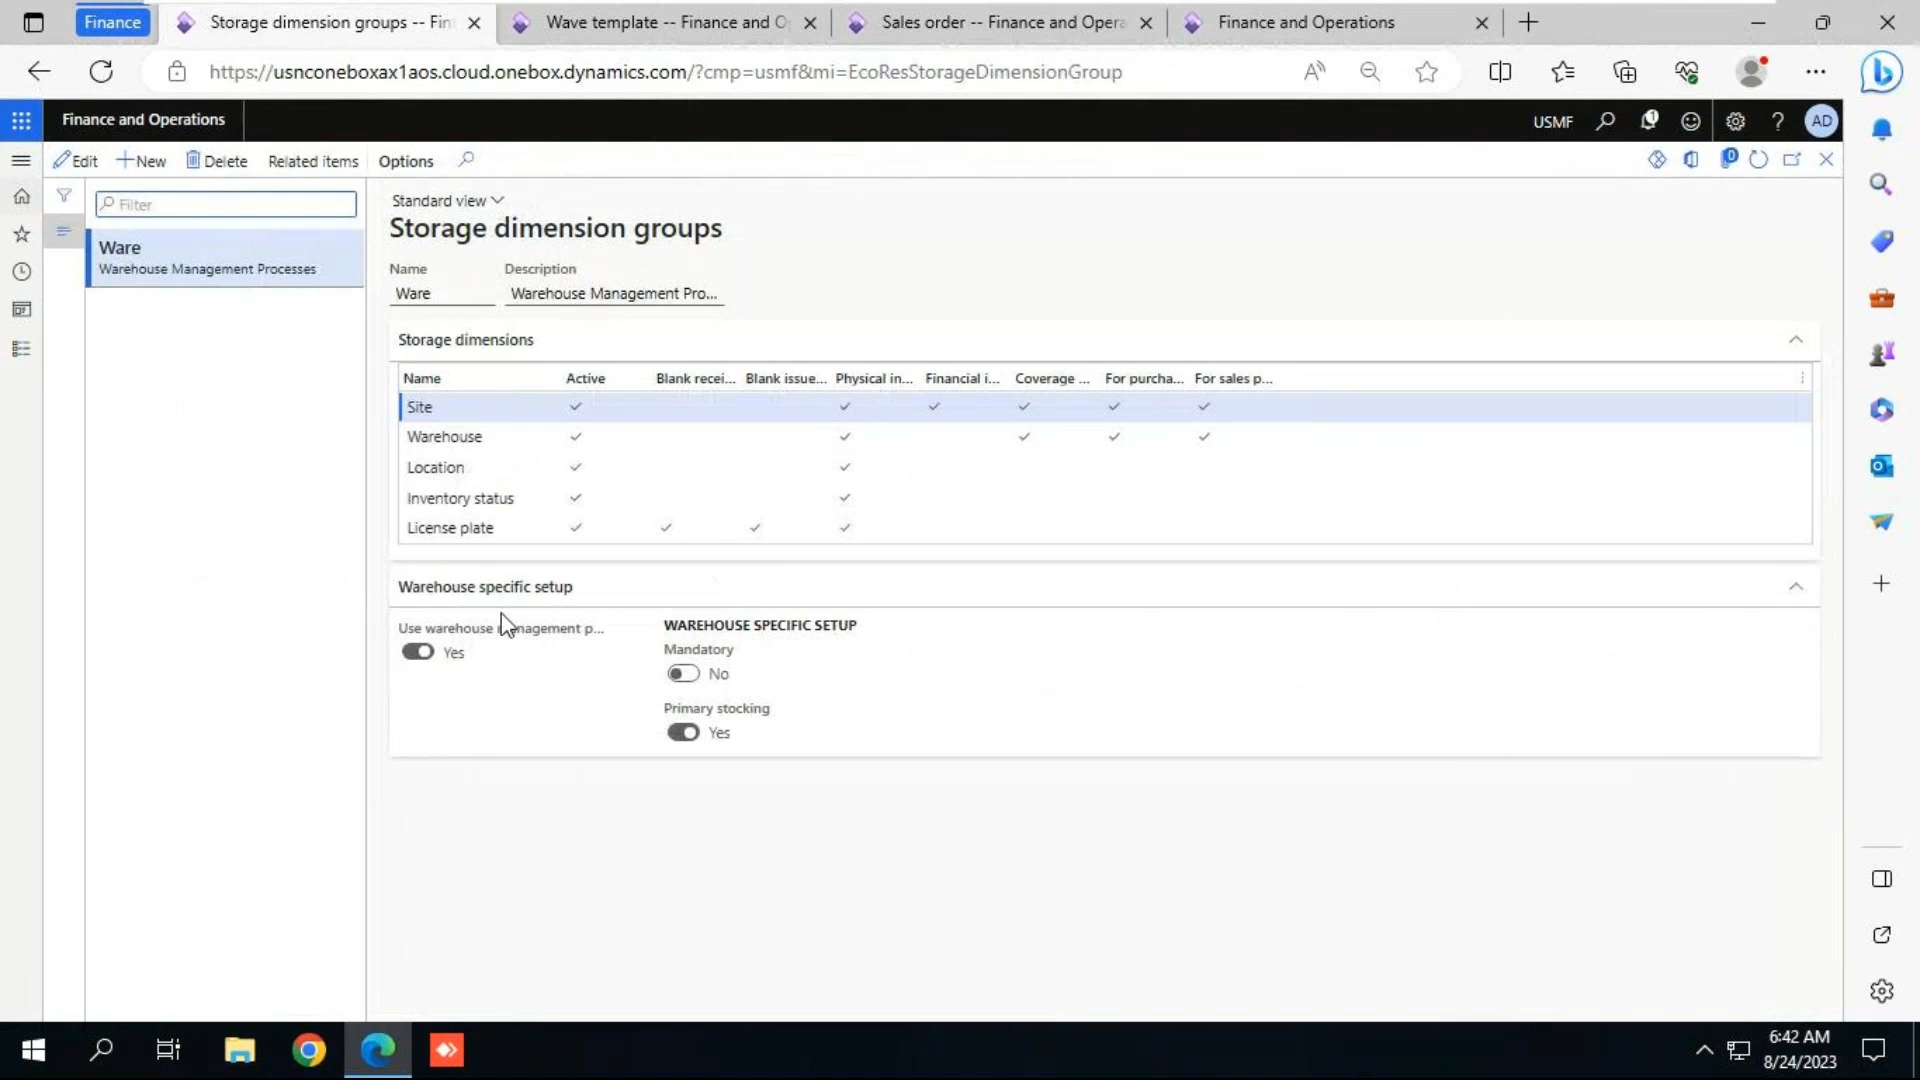 Finance
Storage dimension groups -- Fin
Wave template -- Finance and O
Sales order -- Finance and Opera
Finance and Operations
https://usnconeboxax1aos.cloud.onebox.dynamics.com/?cmp=usmf&mi=EcoResStorageDimensionGroup
Finance and Operations
USMF
1
?
AD
Edit
New
Delete
Related items
Options
0
Filter
Ware
Warehouse Management Processes
Standard view
Storage dimension groups
Name
Description
Ware
Warehouse Management Pro...
Storage dimensions
Name
Active
Blank recei...
Blank issue...
Physical in...
Financial i...
Coverage ...
For purcha...
For sales p...
Site
Warehouse
Location
Inventory status
License plate
Warehouse specific setup
Use warehouse management p...
Yes
WAREHOUSE SPECIFIC SETUP
Mandatory
No
Primary stocking
Yes
6:42 AM
8/24/2023